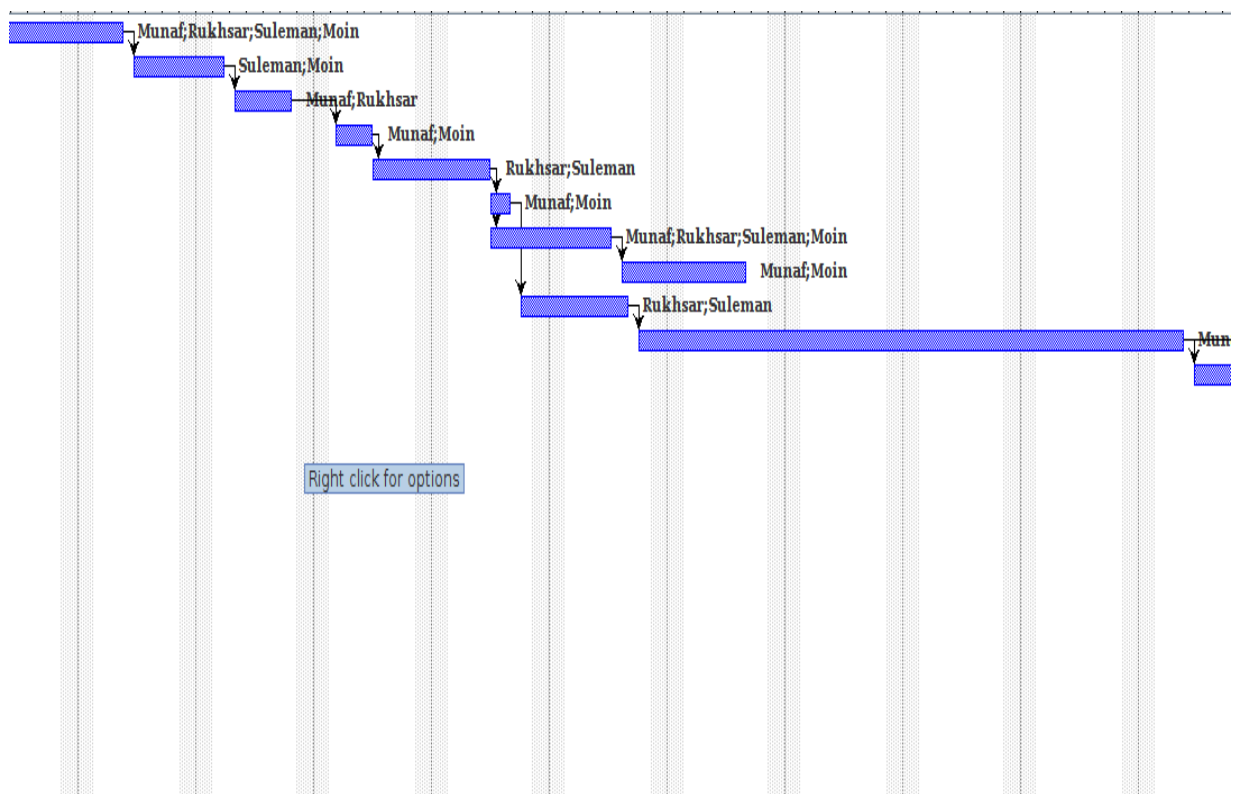 Munaf;Rukhsar;Suleman;Moin
Suleman;Moin
Munaf;Rukhsar
Munaf;Moin
Rukhsar;Suleman
Munaf;Moin
Munaf;Rukhsar;Suleman;Moin
Munaf;Moin
Rukhsar;Suleman
Mun
Right click for options